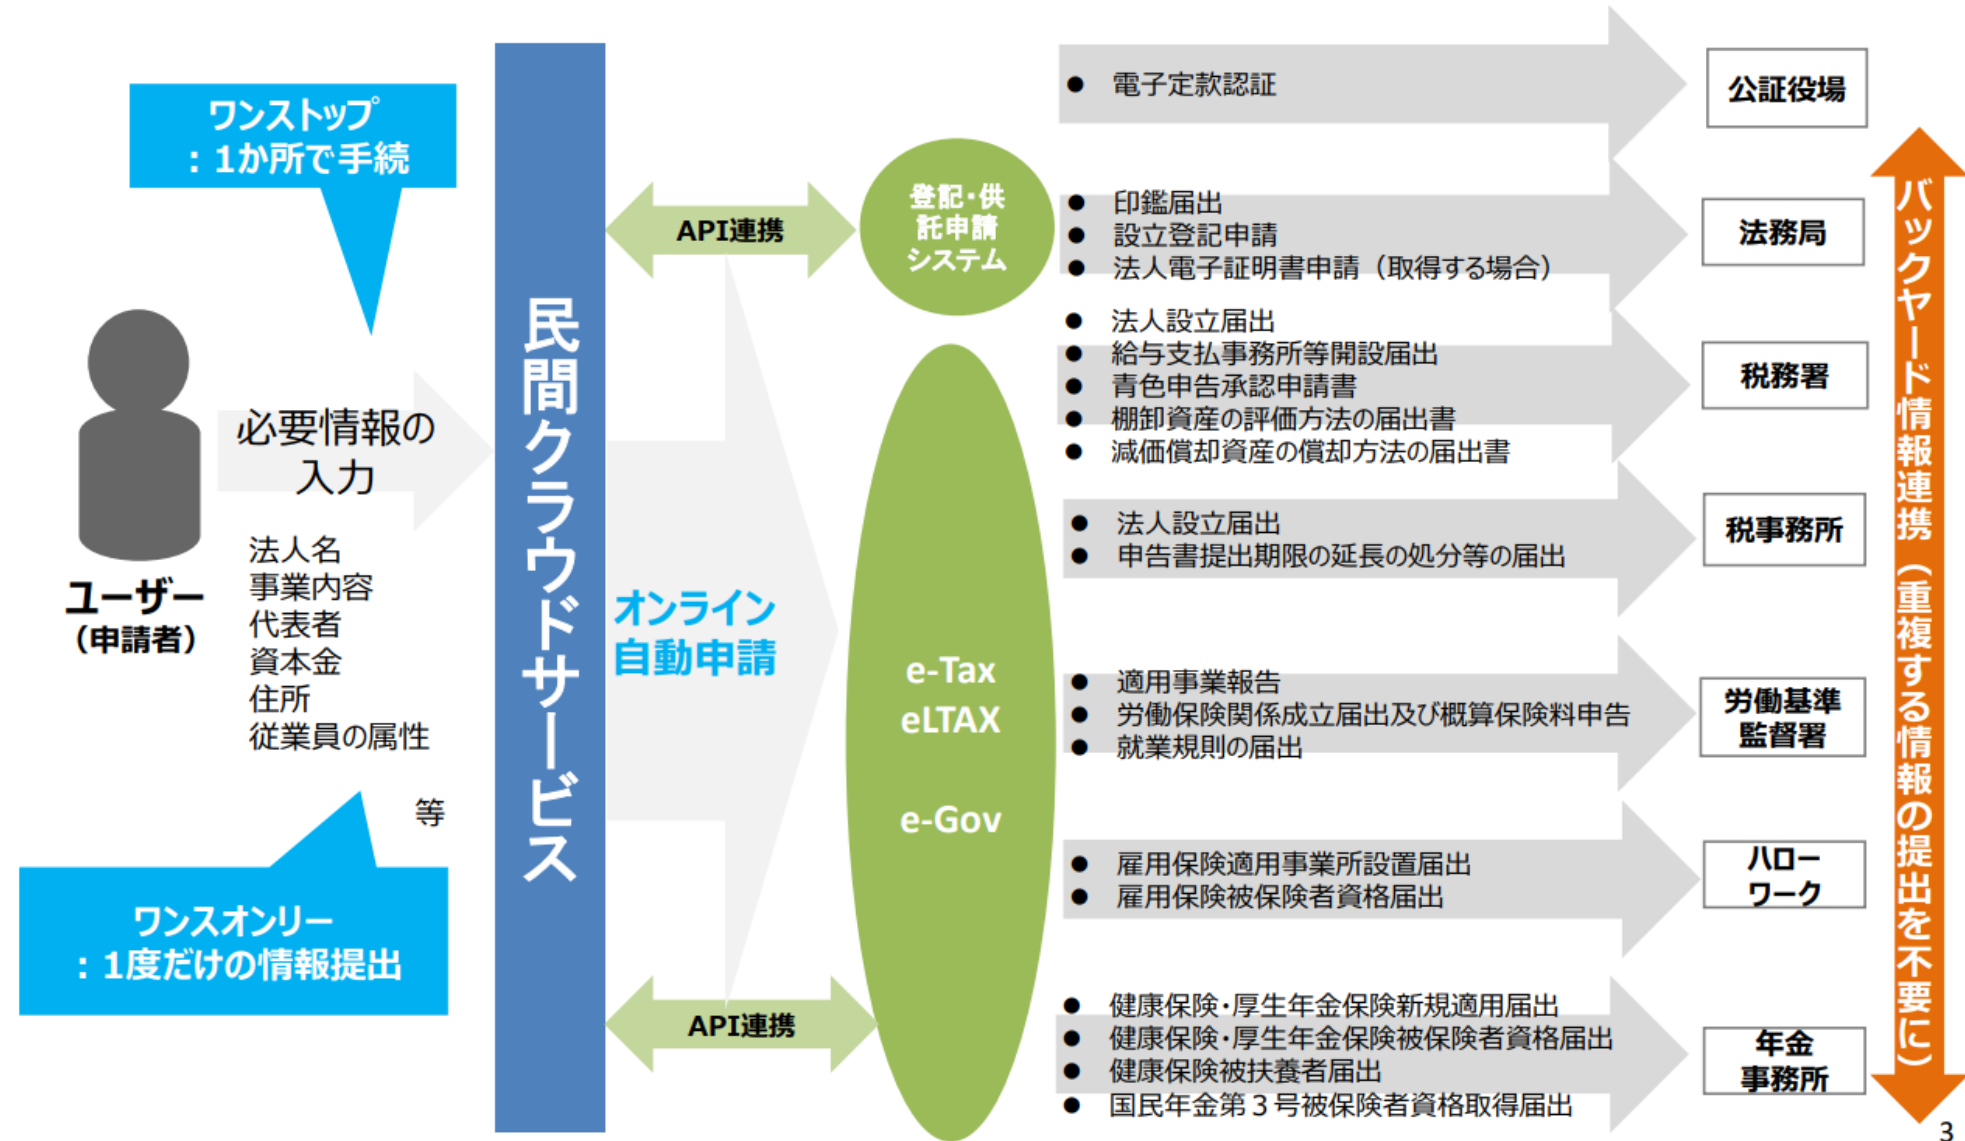 ワンストップ
：1か所で手続
ユーザー
（申請者）
必要情報の
入力
法人名
事業内容
代表者
資本金
住所
従業員の属性
等
ワンスオンリー
：1度だけの情報提出
民間クラウドサービス
API連携
オンライン
自動申請
API連携
登記・供
託申請
システム
e-Tax
eLTAX
e-Gov
● 電子定款認証
公証役場
● 印鑑届出
● 設立登記申請
● 法人電子証明書申請（取得する場合）
法務局
● 法人設立届出
● 給与支払事務所等開設届出
● 青色申告承認申請書
● 棚卸資産の評価方法の届出書
● 減価償却資産の償却方法の届出書
税務署
● 法人設立届出
● 申告書提出期限の延長の処分等の届出
税事務所
● 適用事業報告
● 労働保険関係成立届出及び概算保険料申告
● 就業規則の届出
労働基準
監督署
● 雇用保険適用事業所設置届出
● 雇用保険被保険者資格届出
ハロー
ワーク
● 健康保険・厚生年金保険新規適用届出
● 健康保険・厚生年金保険被保険者資格届出
● 健康保険被扶養者届出
● 国民年金第３号被保険者資格取得届出
年金
事務所
バックヤード情報連携（重複する情報の提出を不要に）
3